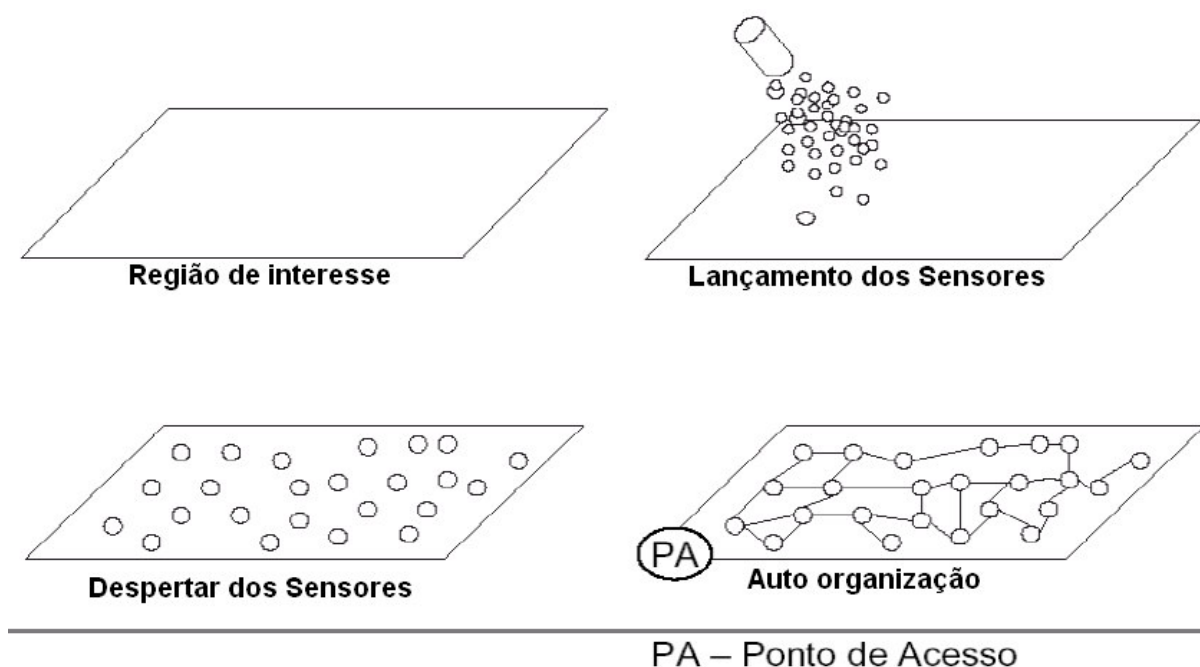 Região de interesse
Lançamento dos Sensores
Despertar dos Sensores
PA
Auto organização
PA – Ponto de Acesso